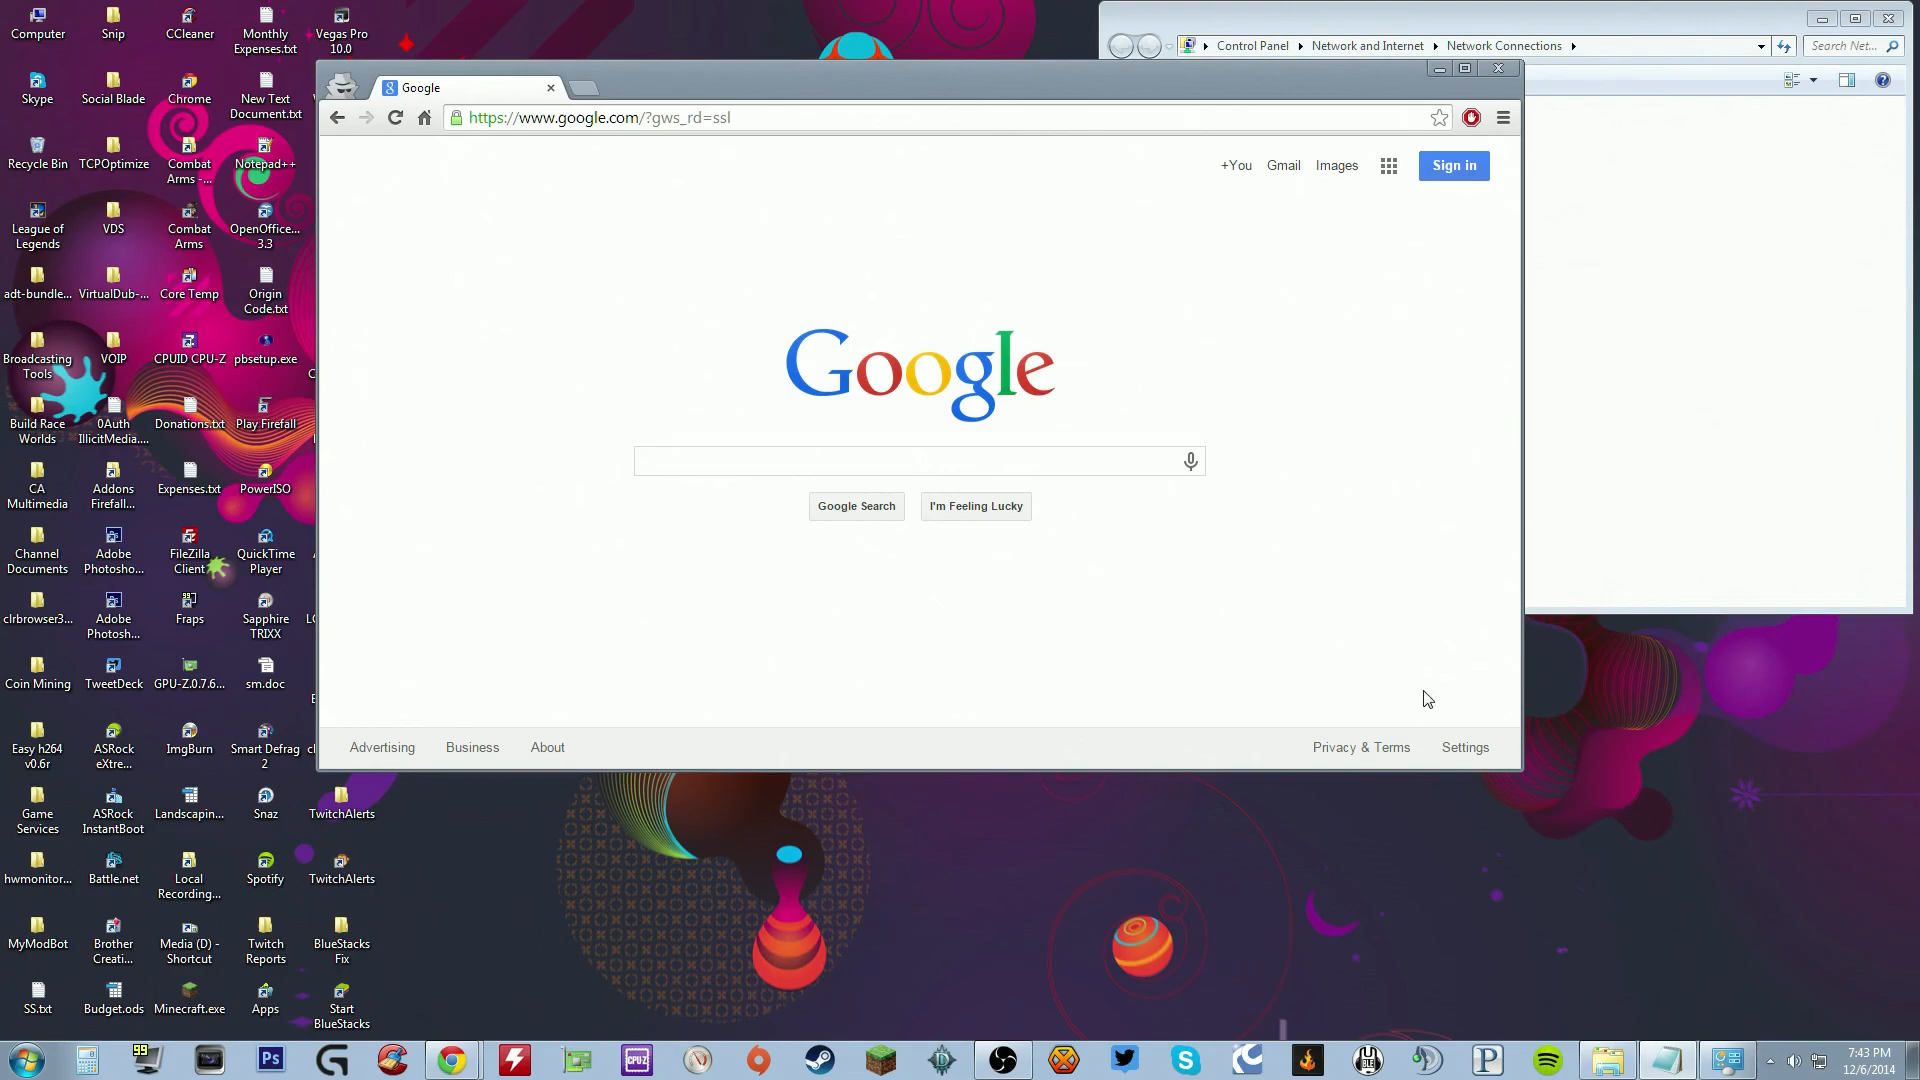 Computer
Snip
CCleaner
Monthly
Expenses.txt
Vegas Pro
10.0
Skype
Social Blade
Chrome
New Text
Document.txt
Recycle Bin
TCPOptimize
Combat
Arms -...
Notepad++
League of
Legends
VDS
Combat
Arms
OpenOffice...
3.3
adt-bundle...
VirtualDub-...
Core Temp
Origin
Code.txt
Broadcasting
Tools
VOIP
CPUID CPU-Z
pbsetup.exe
Build Race
Worlds
0Auth
IllicitMedia....
Donations.txt
Play Firefall
CA
Multimedia
Addons
Firefall...
Expenses.txt
PowerISO
Channel
Documents
Adobe
Photosho...
FileZilla
Client
QuickTime
Player
clrbrowser3...
Adobe
Photosh...
Fraps
Sapphire
TRIXX
Coin Mining
TweetDeck
GPU-Z.0.7.6...
sm.doc
Easy h264
v0.6r
ASRock
eXtre...
ImgBurn
Smart Defrag
2
Game
Services
ASRock
InstantBoot
Landscapin...
Snaz
TwitchAlerts
hwmonitor...
Battle.net
Local
Recording...
Spotify
TwitchAlerts
MyModBot
Brother
Creati...
Media (D) -
Shortcut
Twitch
Reports
BlueStacks
Fix
SS.txt
Budget.ods
Minecraft.exe
Apps
Start
BlueStacks
Control Panel
Network and Internet
Network Connections
Search Net...
Google
https://www.google.com/?gws_rd=ssl
+You Gmail Images Sign in
Google
Google Search I'm Feeling Lucky
Advertising Business About Privacy & Terms Settings
99
Ps
CPU-Z
7:43 PM
12/6/2014